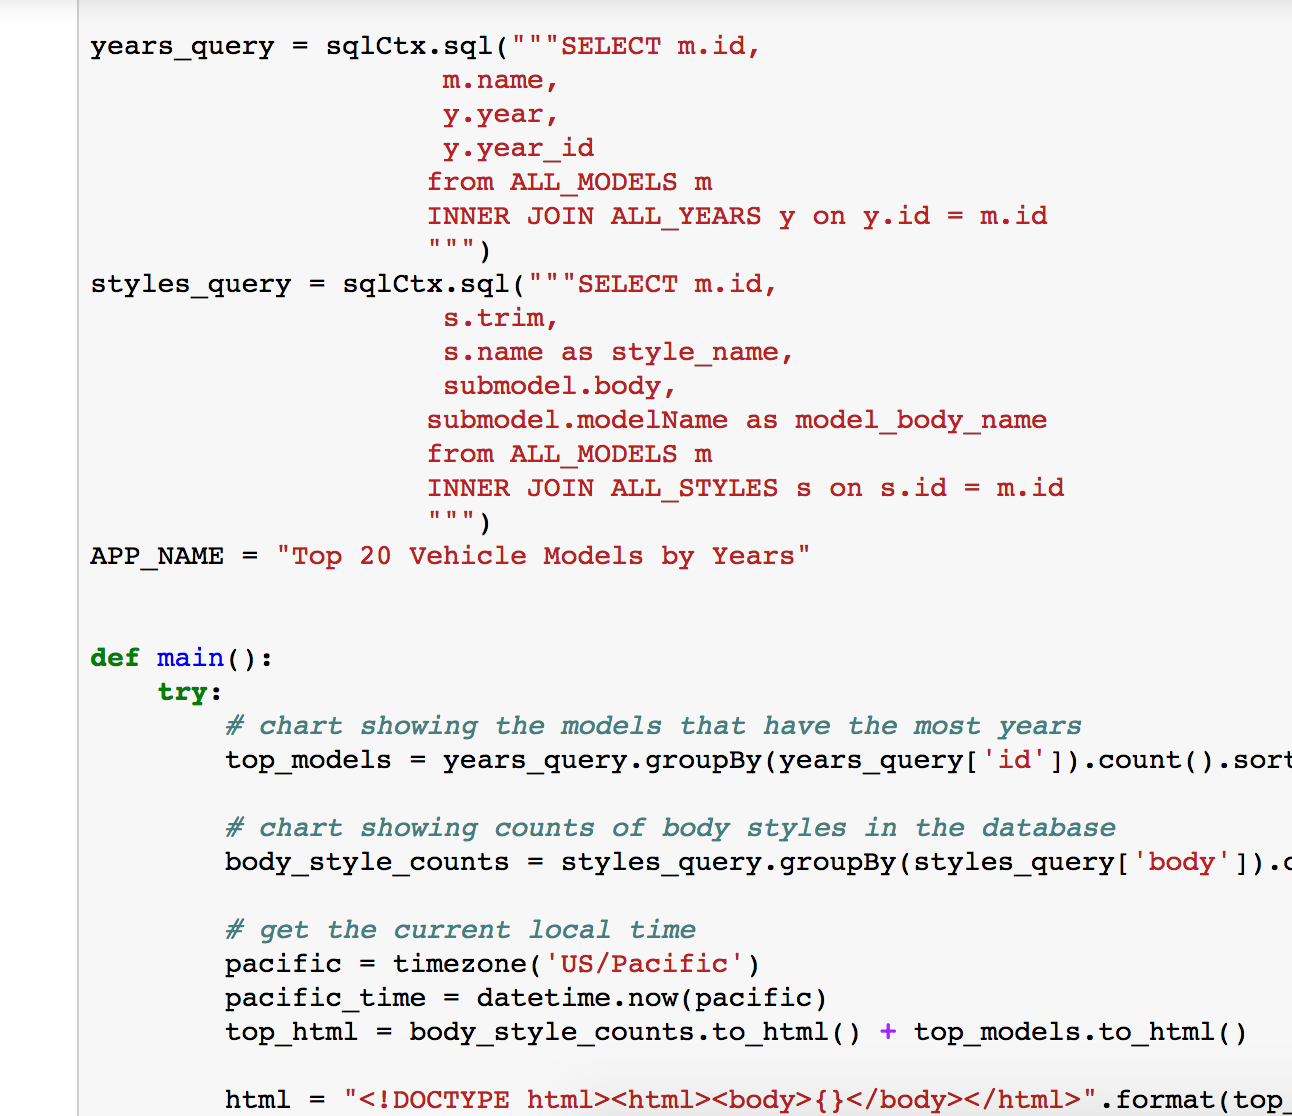 years_query = sqlCtx.sql("""SELECT m.id,
m.name,
y.year,
y.year_id
from ALL_MODELS m
INNER JOIN ALL_YEARS y on y.id = m.id
""")
styles_query = sqlCtx.sql("""SELECT m.id,
s.trim,
s.name as style_name,
submodel.body,
submodel.modelName as model_body_name
from ALL_MODELS m
INNER JOIN ALL_STYLES s on s.id = m.id
""")
APP_NAME = "Top 20 Vehicle Models by Years"
def main():
try:
# chart showing the models that have the most years
top_models = years_query.groupBy(years_query['id']).count().sort
# chart showing counts of body styles in the database
body_style_counts = styles_query.groupBy(styles_query['body']).
# get the current local time
pacific = timezone('US/Pacific')
pacific_time = datetime.now(pacific)
top_html = body_style_counts.to_html() + top_models.to_html()
html = "<!DOCTYPE html><html><body>{}</body></html>".format(top_